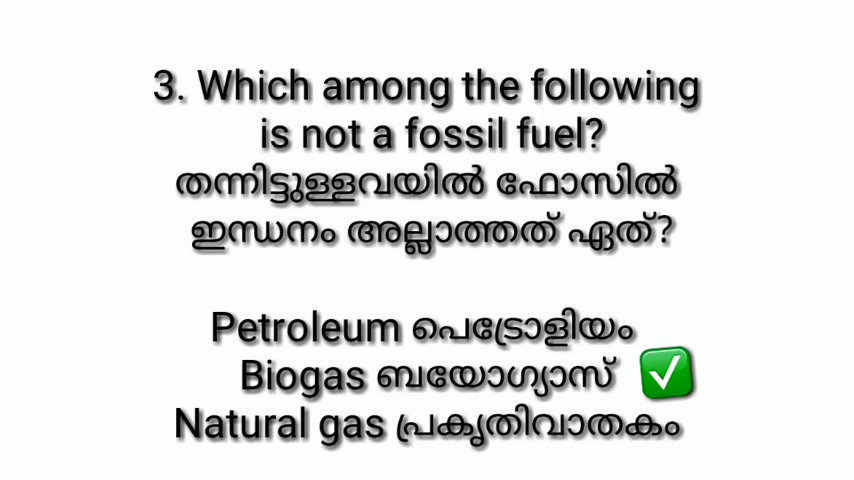 3. Which among the following
is not a fossil fuel?
തന്നിട്ടുള്ളവയിൽ ഫോസിൽ
ഇന്ധനം അല്ലാത്തത് ഏത്?
Petroleum പെട്രോളിയം
Biogas ബയോഗ്യാസ് ✅
Natural gas പ്രകൃതിവാതകം